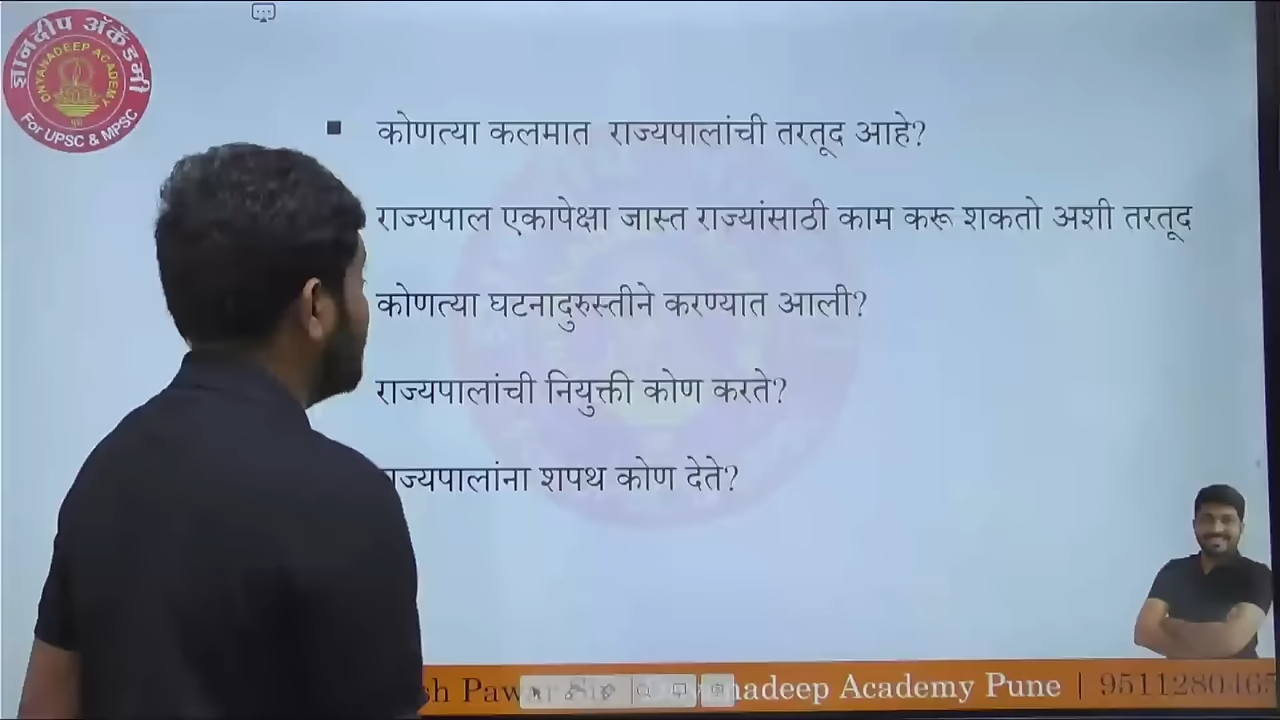 ज्ञानदीप अ‍ॅकॅडमी
DNYANADEEP ACADEMY
पुणे
For UPSC & MPSC
कोणत्या कलमात राज्यपालांची तरतूद आहे?
राज्यपाल एकापेक्षा जास्त राज्यांसाठी काम करू शकतो अशी तरतूद
कोणत्या घटनादुरुस्तीने करण्यात आली?
राज्यपालांची नियुक्ती कोण करते?
राज्यपालांना शपथ कोण देते?
Academy Pune | 951128046